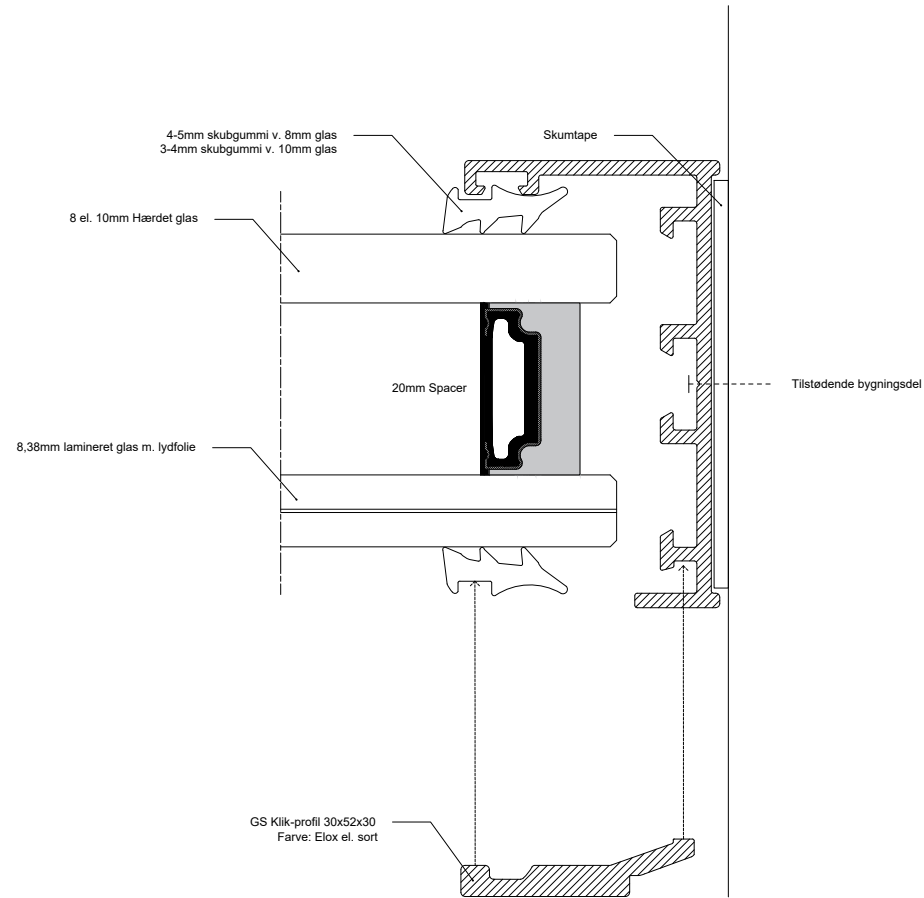 4-5mm skubgummi v. 8mm glas
3-4mm skubgummi v. 10mm glas
Skumtape
8 el. 10mm Hærdet glas
20mm Spacer
Tilstødende bygningsdel
8,38mm lamineret glas m. lydfolie
GS Klik-profil 30x52x30
Farve: Elox el. sort